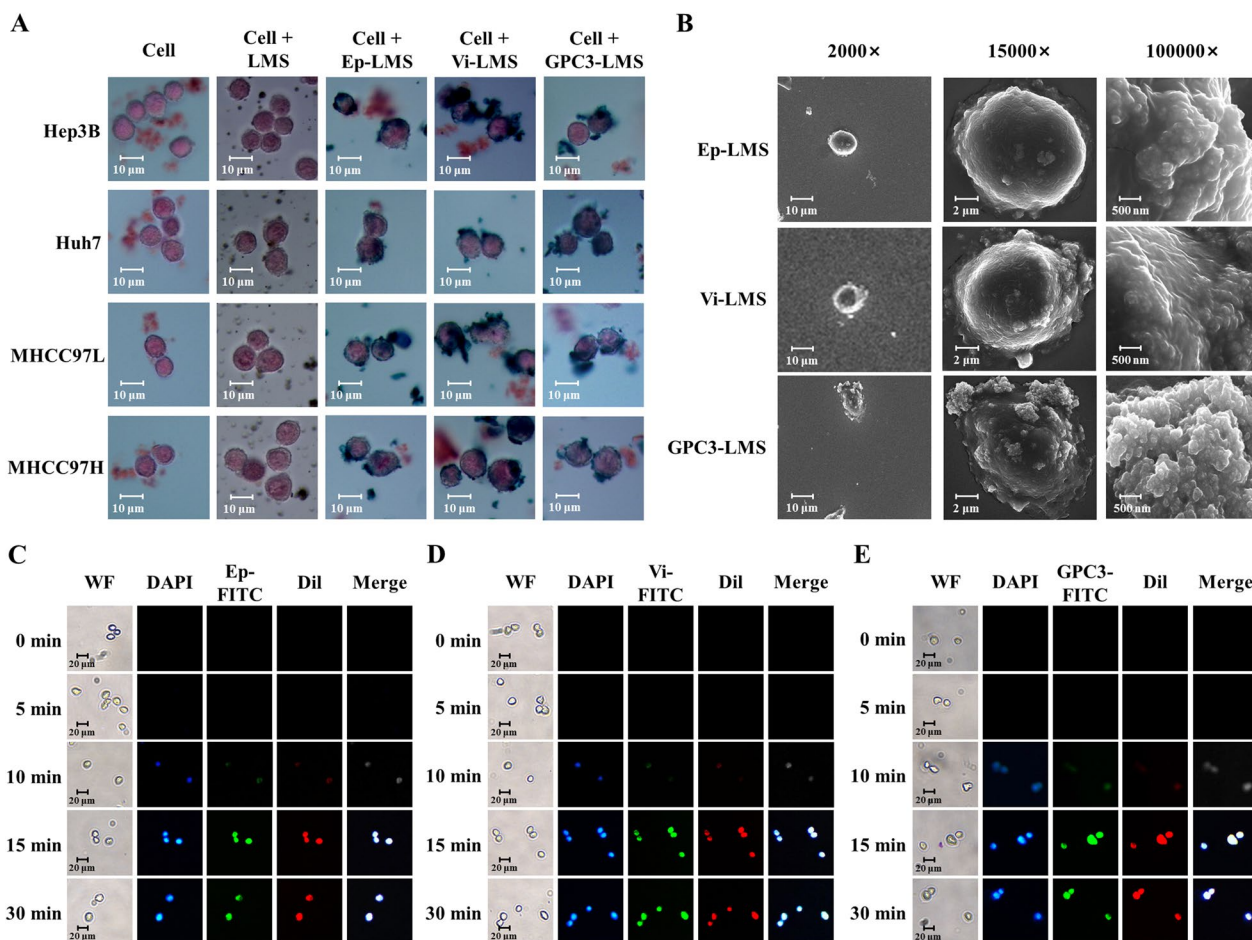 A
Cell
Cell +
LMS
Cell +
Ep-LMS
Cell +
Vi-LMS
Cell +
GPC3-LMS
Hep3B
10 μm
10 μm
10 μm
10 μm
10 μm
Huh7
10 μm
10 μm
10 μm
10 μm
10 μm
MHCC97L
10 μm
10 μm
10 μm
10 μm
10 μm
MHCC97H
10 μm
10 μm
10 μm
10 μm
10 μm
B
2000×
15000×
100000×
Ep-LMS
10 μm
2 μm
500 nm
Vi-LMS
10 μm
2 μm
500 nm
GPC3-LMS
10 μm
2 μm
500 nm
C
WF
DAPI
Ep-
FITC
Dil
Merge
0 min
20 μm
5 min
20 μm
10 min
20 μm
15 min
20 μm
30 min
20 μm
D
WF
DAPI
Vi-
FITC
Dil
Merge
0 min
20 μm
5 min
20 μm
10 min
20 μm
15 min
20 μm
30 min
20 μm
E
WF
DAPI
GPC3-
FITC
Dil
Merge
0 min
20 μm
5 min
20 μm
10 min
20 μm
15 min
20 μm
30 min
20 μm